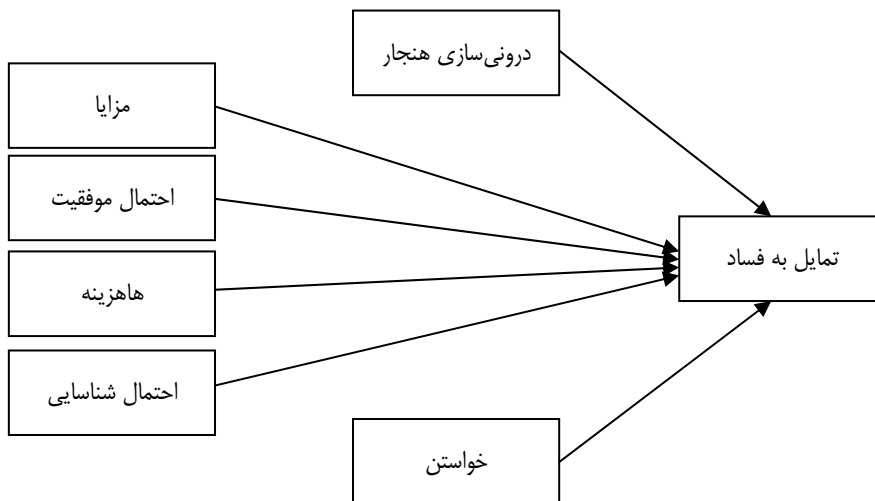 درونی‌سازی هنجار
مزایا
احتمال موفقیت
تمایل به فساد
هاهزینه
احتمال شناسایی
خواستن